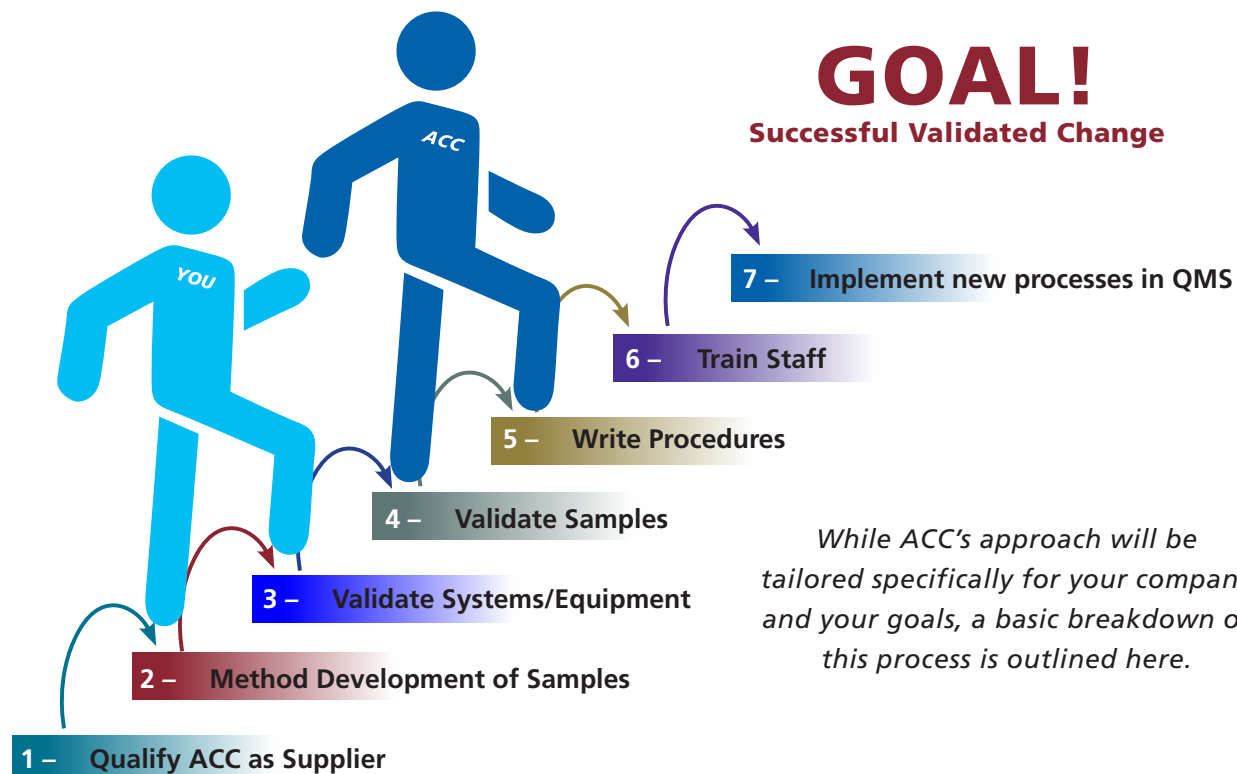 GOAL!
Successful Validated Change
ACC
YOU
7 – Implement new processes in QMS
6 – Train Staff
5 – Write Procedures
4 – Validate Samples
3 – Validate Systems/Equipment
2 – Method Development of Samples
1 – Qualify ACC as Supplier
While ACC’s approach will be
tailored specifically for your compan
and your goals, a basic breakdown o
this process is outlined here.